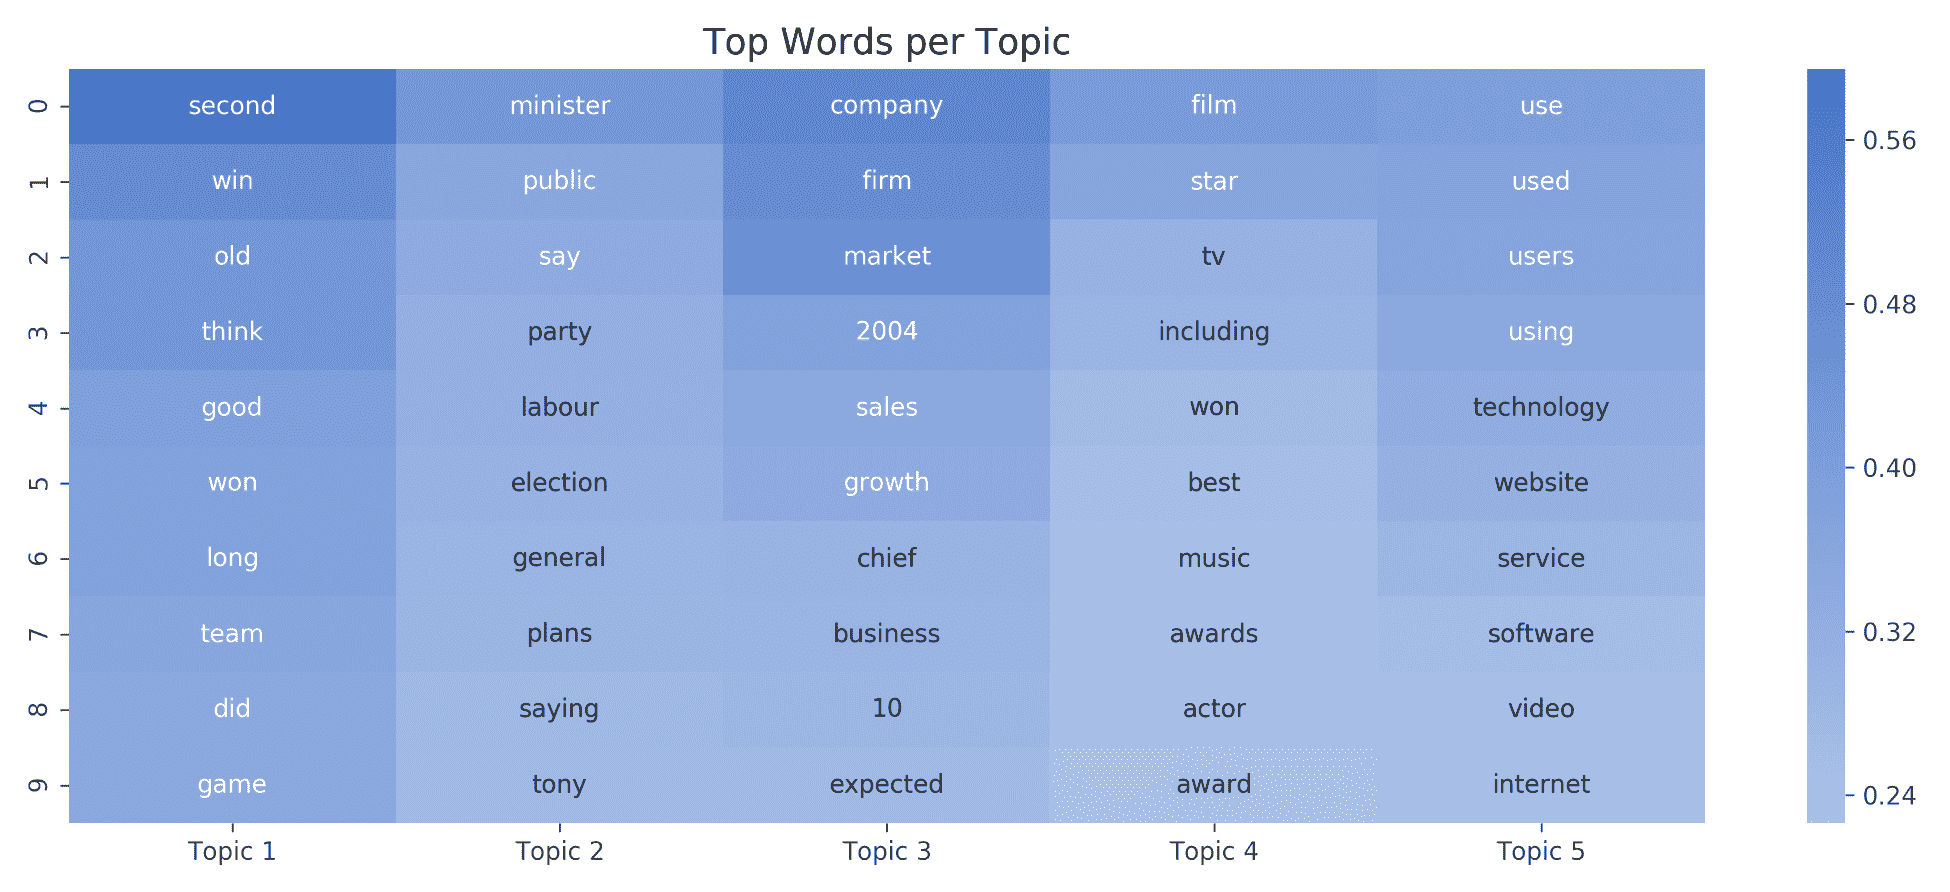 Top Words per Topic
0 second minister company film use 0.56
1 win public firm star used
2 old say market tv users 0.48
3 think party 2004 including using
4 good labour sales won technology 0.40
5 won election growth best website
6 long general chief music service
7 team plans business awards software 0.32
8 did saying 10 actor video
9 game tony expected award internet 0.24
Topic 1 Topic 2 Topic 3 Topic 4 Topic 5